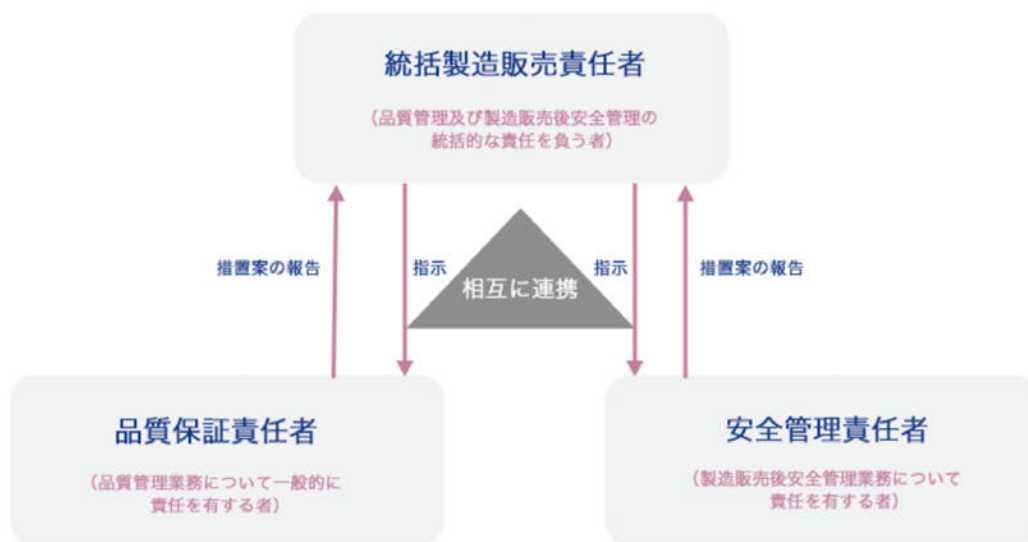 統括製造販売責任者
（品質管理及び製造販売後安全管理の
統括的な責任を負う者）
措置案の報告
指示
相互に連携
指示
措置案の報告
品質保証責任者
（品質管理業務について一般的に
責任を有する者）
安全管理責任者
（製造販売後安全管理業務について
責任を有する者）